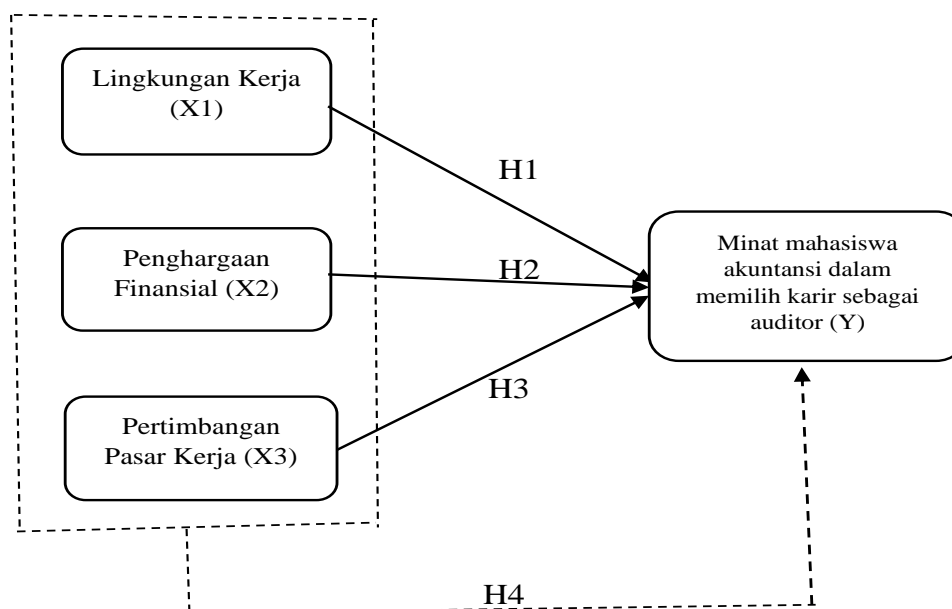 Lingkungan Kerja
(X1)
H1
Penghargaan
Finansial (X2)
H2
Minat mahasiswa
akuntansi dalam
memilih karir sebagai
auditor (Y)
H3
Pertimbangan
Pasar Kerja (X3)
H4